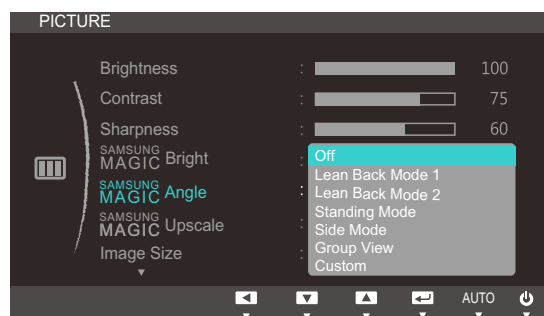 PICTURE
Brightness : 100
Contrast : 75
Sharpness : 60
SAMSUNG MAGIC Bright :
SAMSUNG MAGIC Angle :
SAMSUNG MAGIC Upscale :
Image Size :
Off
Lean Back Mode 1
Lean Back Mode 2
Standing Mode
Side Mode
Group View
Custom
AUTO